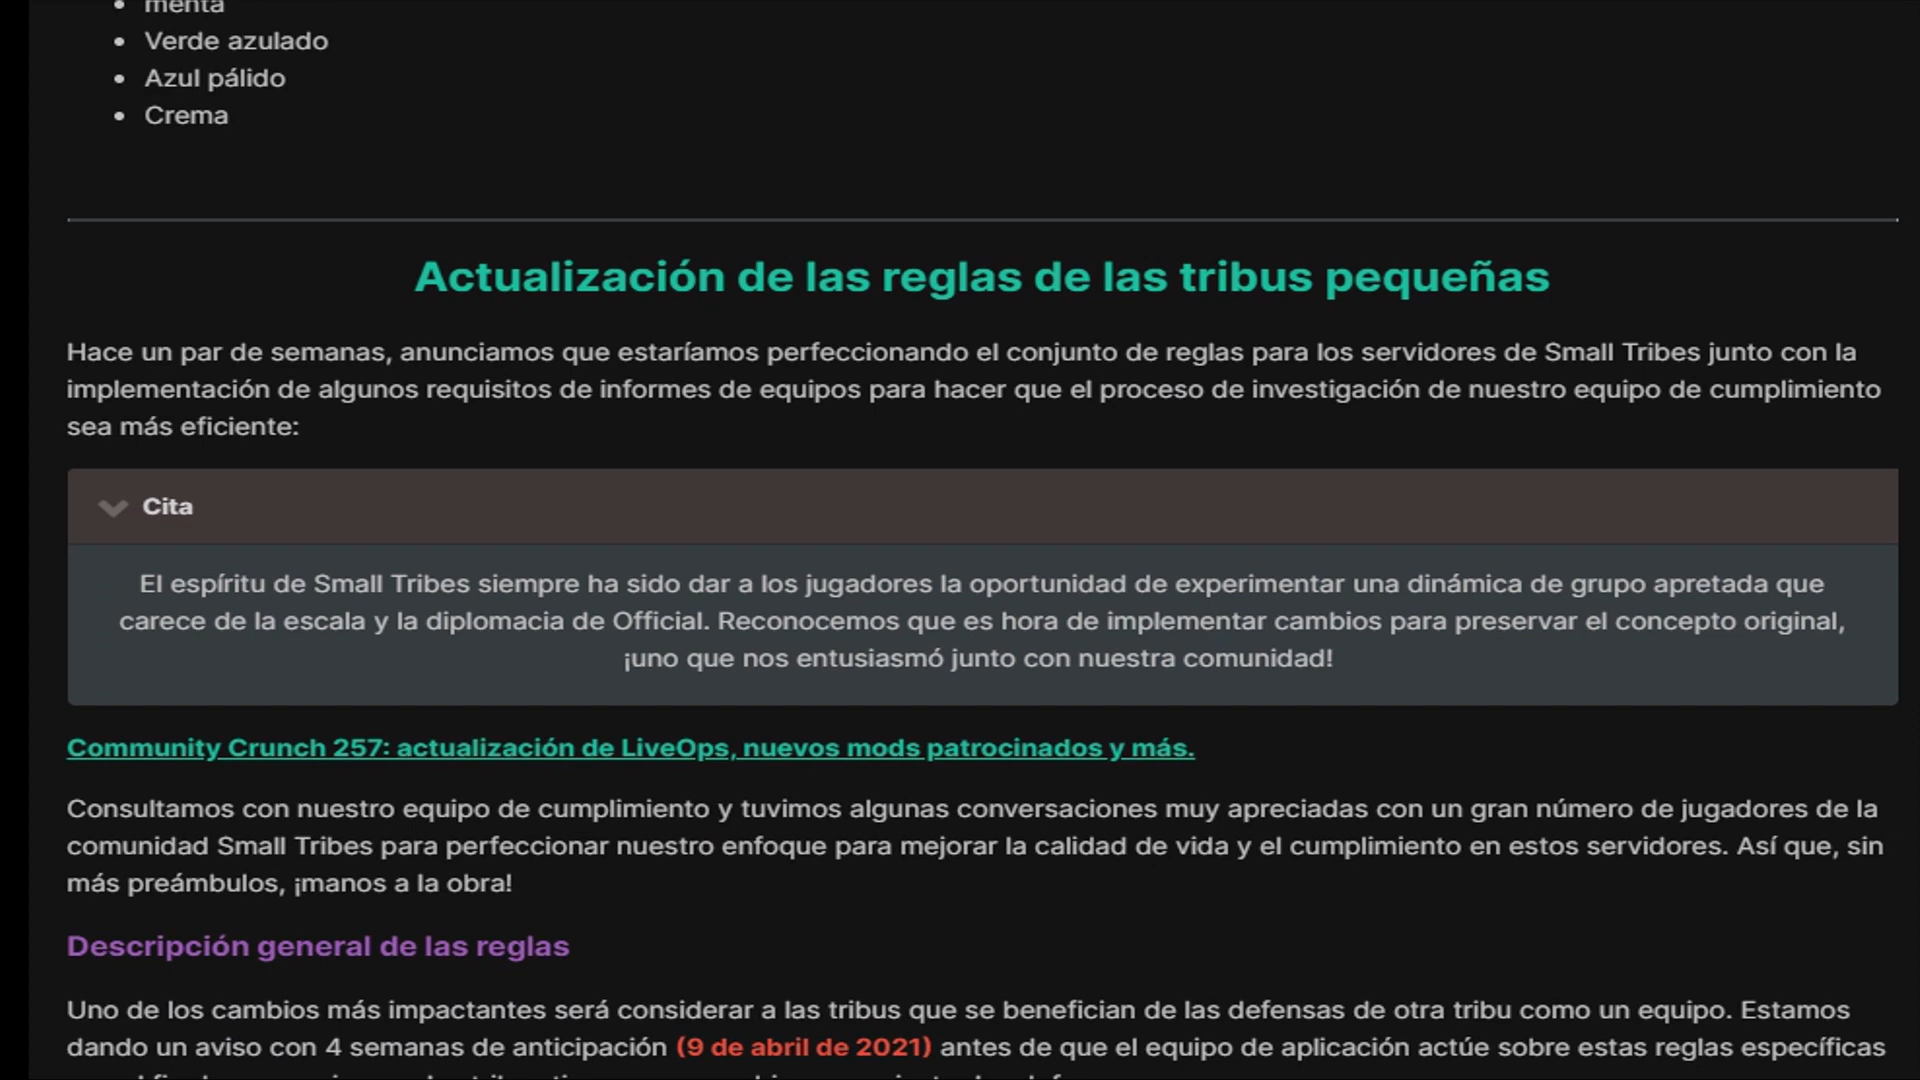 menta
Verde azulado
Azul pálido
Crema
Actualización de las reglas de las tribus pequeñas
Hace un par de semanas, anunciamos que estaríamos perfeccionando el conjunto de reglas para los servidores de Small Tribes junto con la
implementación de algunos requisitos de informes de equipos para hacer que el proceso de investigación de nuestro equipo de cumplimiento
sea más eficiente:
Cita
El espíritu de Small Tribes siempre ha sido dar a los jugadores la oportunidad de experimentar una dinámica de grupo apretada que
carece de la escala y la diplomacia de Official. Reconocemos que es hora de implementar cambios para preservar el concepto original,
¡uno que nos entusiasmó junto con nuestra comunidad!
Community Crunch 257: actualización de LiveOps, nuevos mods patrocinados y más.
Consultamos con nuestro equipo de cumplimiento y tuvimos algunas conversaciones muy apreciadas con un gran número de jugadores de la
comunidad Small Tribes para perfeccionar nuestro enfoque para mejorar la calidad de vida y el cumplimiento en estos servidores. Así que, sin
más preámbulos, ¡manos a la obra!
Descripción general de las reglas
Uno de los cambios más impactantes será considerar a las tribus que se benefician de las defensas de otra tribu como un equipo. Estamos
dando un aviso con 4 semanas de anticipación (9 de abril de 2021) antes de que el equipo de aplicación actúe sobre estas reglas específicas